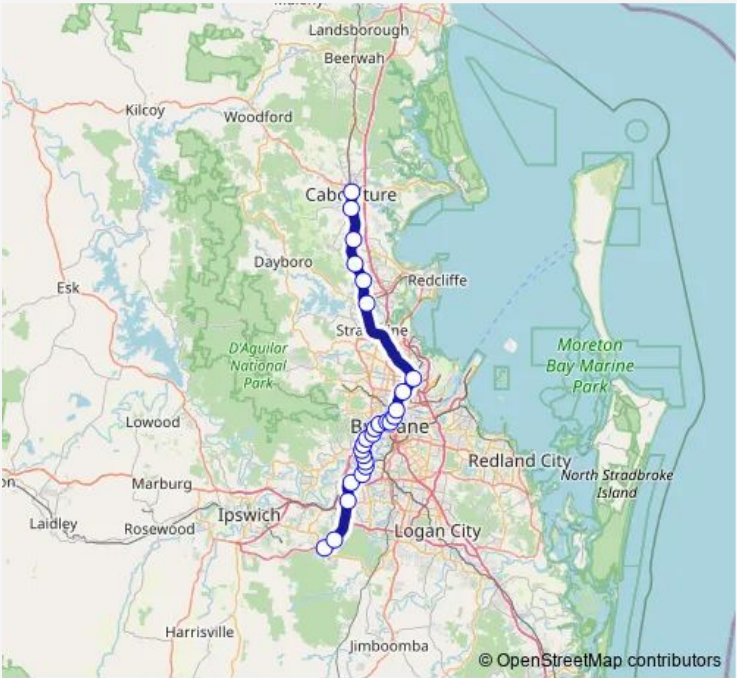 Landsborough
Beerwah
Kilcoy
Woodford
Dayboro
Redcliffe
Esk
D'Aguilar
National
Park
Moreton
Bay Marine
Park
Lowood
Redland City
North Stradbroke
Island
Marburg
Laidley
Rosewood
Ipswich
Logan City
Harrisville
Jimboomba
© OpenStreetMap contributors